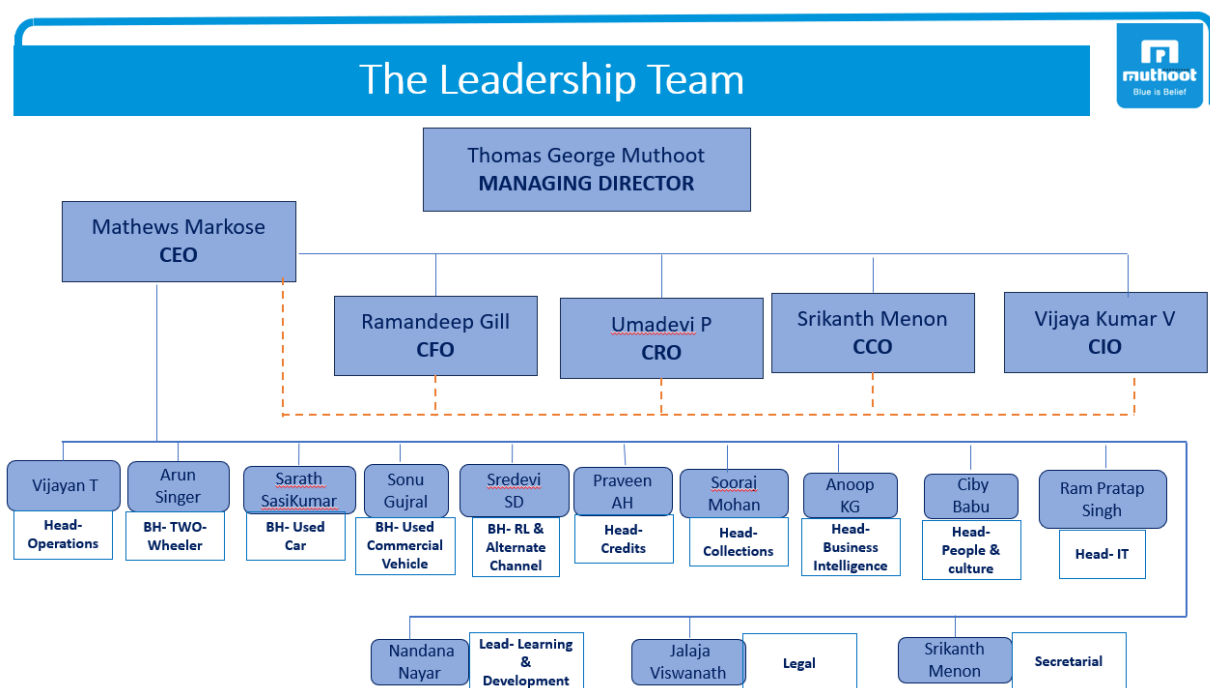 The Leadership Team
muthoot
Blue is Belief
Thomas George Muthoot
MANAGING DIRECTOR
Mathews Markose
CEO
Ramandeep Gill
CFO
Umadevi P
CRO
Srikanth Menon
CCO
Vijaya Kumar V
CIO
Vijayan T
Head-
Operations
Arun
Singer
BH- TWO-
Wheeler
Sarath
SasiKumar
BH- Used
Car
Sonu
Gujral
BH- Used
Commercial
Vehicle
Sredevi
SD
BH- RL &
Alternate
Channel
Praveen
AH
Head-
Credits
Sooraj
Mohan
Head-
Collections
Anoop
KG
Head-
Business
Intelligence
Ciby
Babu
Head-
People &
culture
Ram Pratap
Singh
Head- IT
Nandana
Nayar
Lead- Learning
&
Development
Jalaja
Viswanath
Legal
Srikanth
Menon
Secretarial